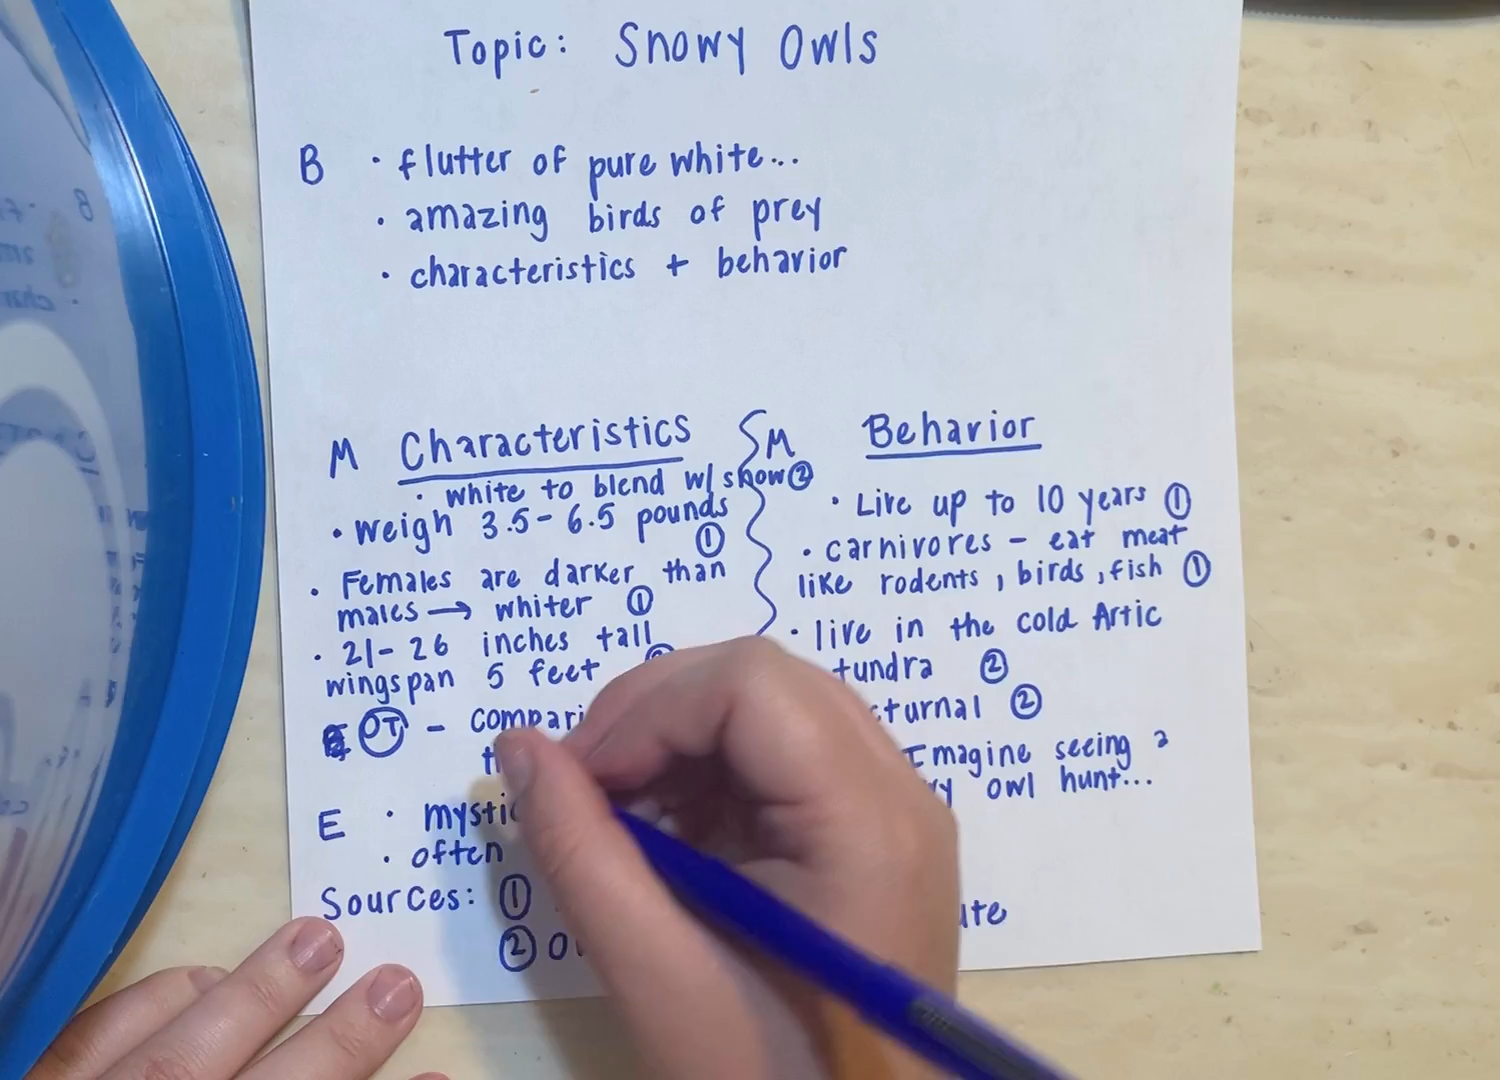 Topic: Snowy Owls
B · flutter of pure white...
· amazing birds of prey
· characteristics + behavior
M Characteristics
· white to blend w/ snow ②
· weigh 3.5-6.5 pounds
①
· Females are darker than
males → whiter ①
· 21-26 inches tall
wingspan 5 feet
OT -
E ·
· often
Sources: ①
②
M Behavior
· Live up to 10 years ①
· carnivores - eat meat
like rodents, birds, fish ①
· live in the cold Artic
tundra ②
②
Imagine seeing a
owl hunt...